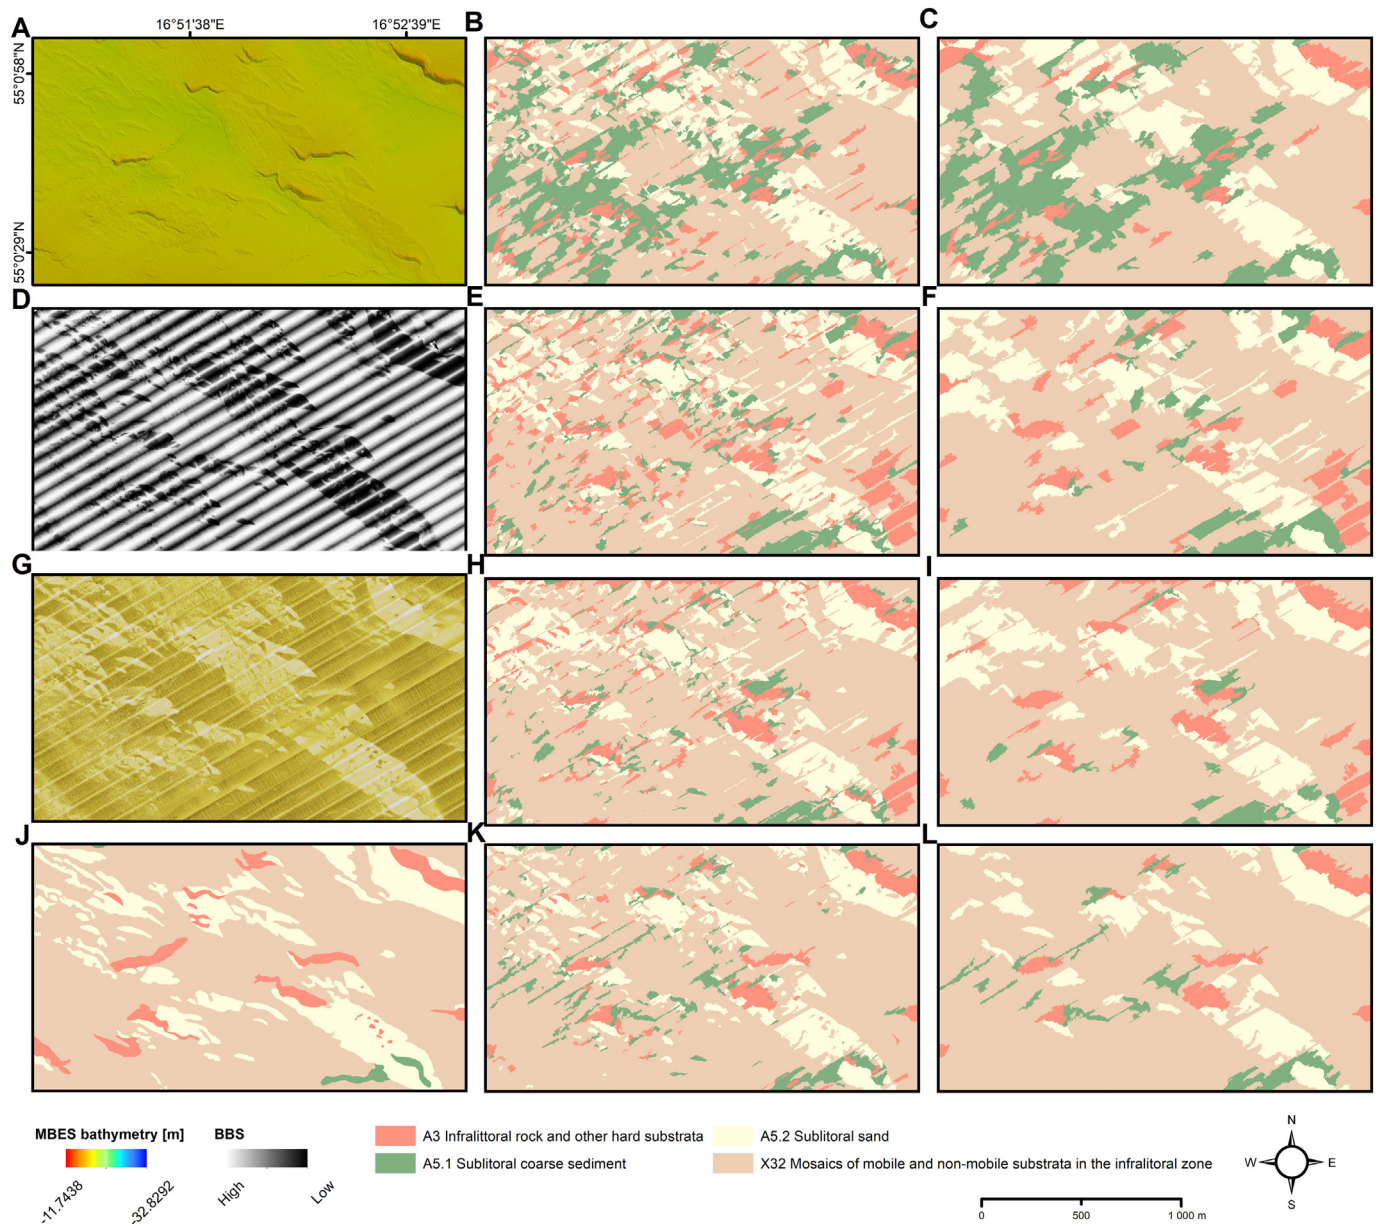 16°51'38"E 16°52'39"E
A B C
55°0'58"N
55°0'29"N
D E F
G H I
J K L
MBES bathymetry [m] BBS
-11.7438 -32.8292
High Low
A3 Infralittoral rock and other hard substrata
A5.1 Sublitoral coarse sediment
A5.2 Sublitoral sand
X32 Mosaics of mobile and non-mobile substrata in the infralitoral zone
N
W E
S
0 500 1 000 m